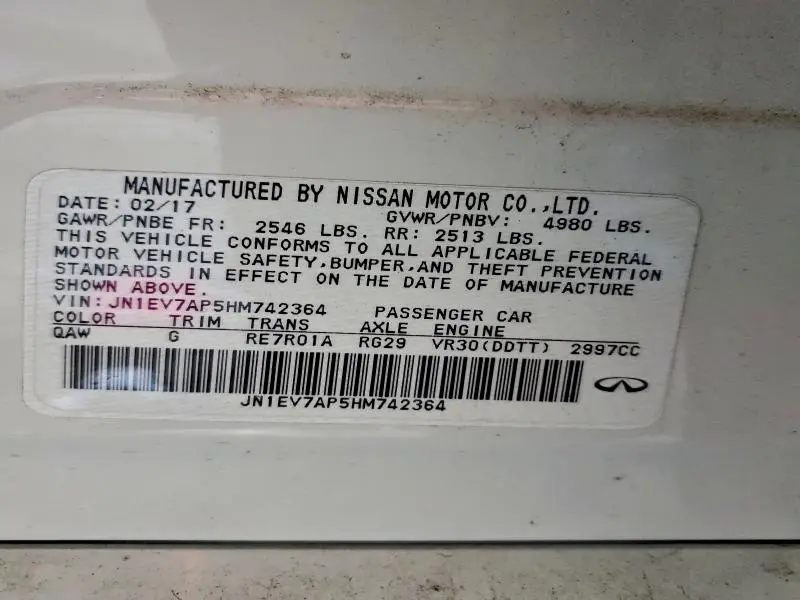 MANUFACTURED BY NISSAN MOTOR CO.,LTD.
DATE: 02/17 GVWR/PNBV: 4980 LBS.
GAWR/PNBE FR: 2546 LBS. RR: 2513 LBS.
THIS VEHICLE CONFORMS TO ALL APPLICABLE FEDERAL
MOTOR VEHICLE SAFETY,BUMPER,AND THEFT PREVENTION
STANDARDS IN EFFECT ON THE DATE OF MANUFACTURE
SHOWN ABOVE.
VIN: JN1EV7AP5HM742364 PASSENGER CAR
COLOR TRIM TRANS AXLE ENGINE
QAW G RE7R01A RG29 VR30(DDTT) 2997CC
JN1EV7AP5HM742364